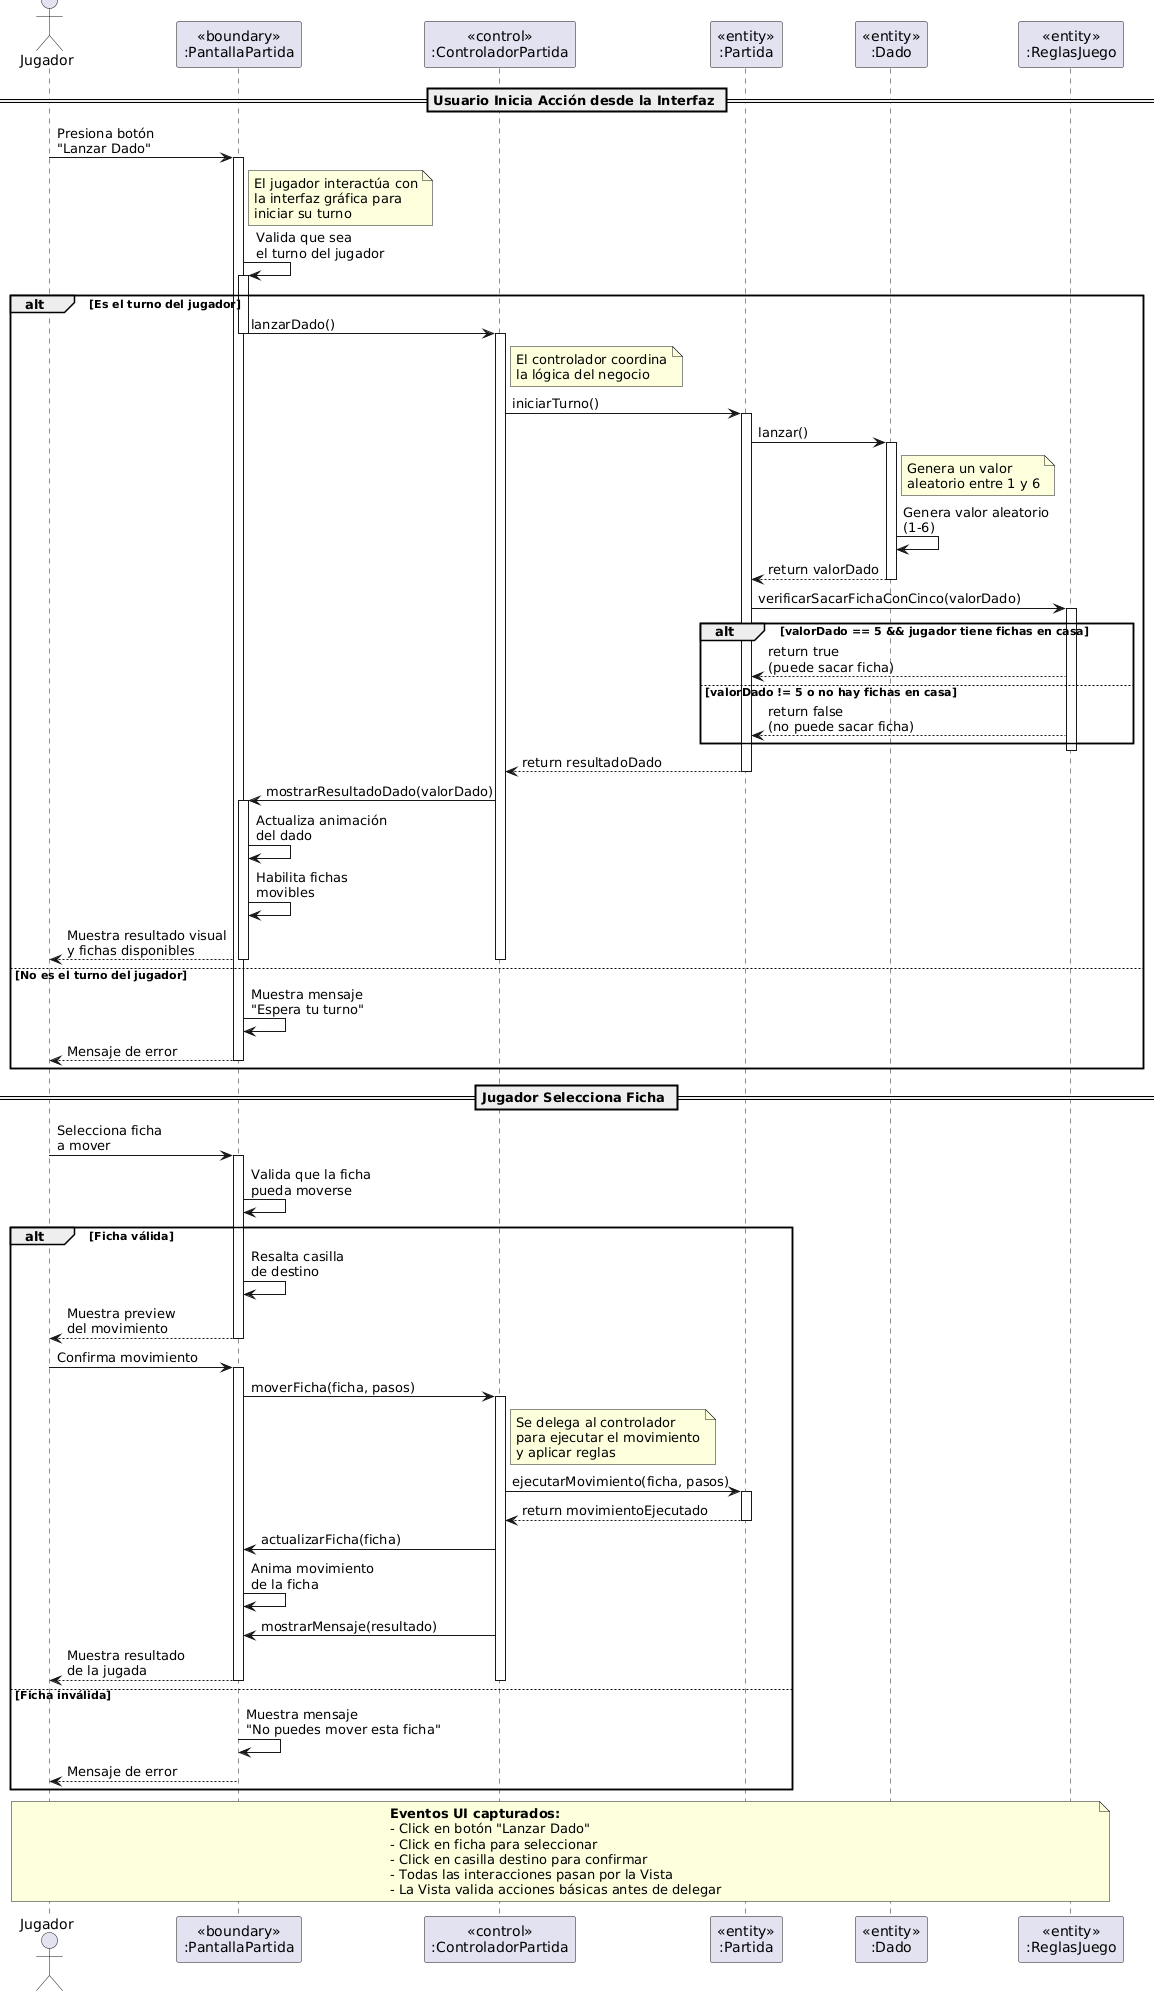 Jugador
«boundary»
:PantallaPartida
«control»
:ControladorPartida
«entity»
:Partida
«entity»
:Dado
«entity»
:ReglasJuego
Usuario Inicia Acción desde la Interfaz
Presiona botón
"Lanzar Dado"
El jugador interactúa con
la interfaz gráfica para
iniciar su turno
Valida que sea
el turno del jugador
alt
[Es el turno del jugador]
lanzarDado()
El controlador coordina
la lógica del negocio
iniciarTurno()
lanzar()
Genera un valor
aleatorio entre 1 y 6
Genera valor aleatorio
(1-6)
return valorDado
verificarSacarFichaConCinco(valorDado)
alt
[valorDado == 5 && jugador tiene fichas en casa]
return true
(puede sacar ficha)
[valorDado != 5 o no hay fichas en casa]
return false
(no puede sacar ficha)
return resultadoDado
mostrarResultadoDado(valorDado)
Actualiza animación
del dado
Habilita fichas
movibles
Muestra resultado visual
y fichas disponibles
[No es el turno del jugador]
Muestra mensaje
"Espera tu turno"
Mensaje de error
Jugador Selecciona Ficha
Selecciona ficha
a mover
Valida que la ficha
pueda moverse
alt
[Ficha válida]
Resalta casilla
de destino
Muestra preview
del movimiento
Confirma movimiento
moverFicha(ficha, pasos)
Se delega al controlador
para ejecutar el movimiento
y aplicar reglas
ejecutarMovimiento(ficha, pasos)
return movimientoEjecutado
actualizarFicha(ficha)
Anima movimiento
de la ficha
mostrarMensaje(resultado)
Muestra resultado
de la jugada
[Ficha inválida]
Muestra mensaje
"No puedes mover esta ficha"
Mensaje de error
Eventos UI capturados:
- Click en botón "Lanzar Dado"
- Click en ficha para seleccionar
- Click en casilla destino para confirmar
- Todas las interacciones pasan por la Vista
- La Vista valida acciones básicas antes de delegar
Jugador
«boundary»
:PantallaPartida
«control»
:ControladorPartida
«entity»
:Partida
«entity»
:Dado
«entity»
:ReglasJuego